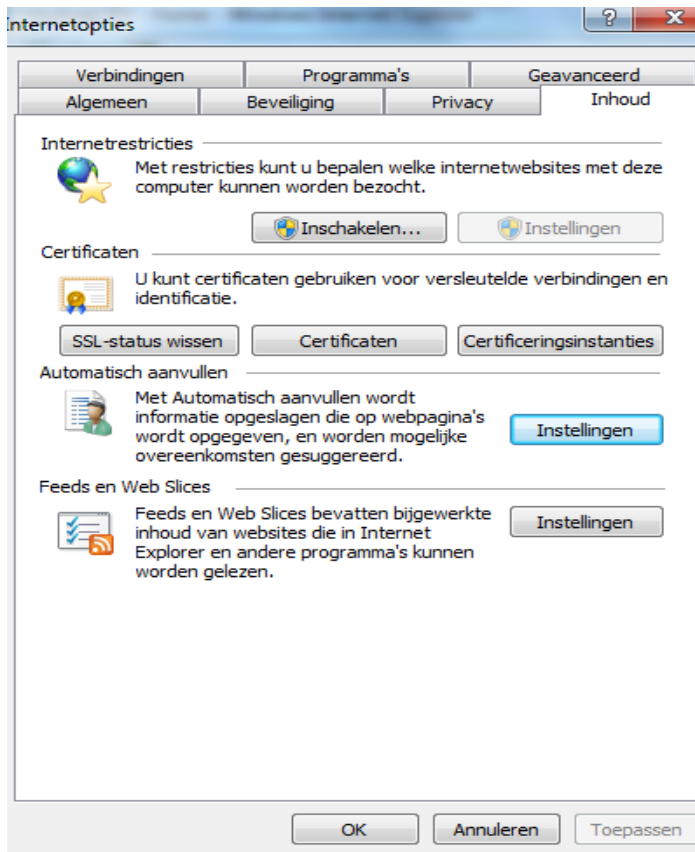 Internetopties
Verbindingen Programma's Geavanceerd
Algemeen Beveiliging Privacy Inhoud
Internetrestricties
Met restricties kunt u bepalen welke internetwebsites met deze
computer kunnen worden bezocht.
Inschakelen... Instellingen
Certificaten
U kunt certificaten gebruiken voor versleutelde verbindingen en
identificatie.
SSL-status wissen Certificaten Certificeringsinstanties
Automatisch aanvullen
Met Automatisch aanvullen wordt
informatie opgeslagen die op webpagina's
wordt opgegeven, en worden mogelijke
overeenkomsten gesuggereerd.
Instellingen
Feeds en Web Slices
Feeds en Web Slices bevatten bijgewerkte
inhoud van websites die in Internet
Explorer en andere programma's kunnen
worden gelezen.
Instellingen
OK Annuleren Toepassen